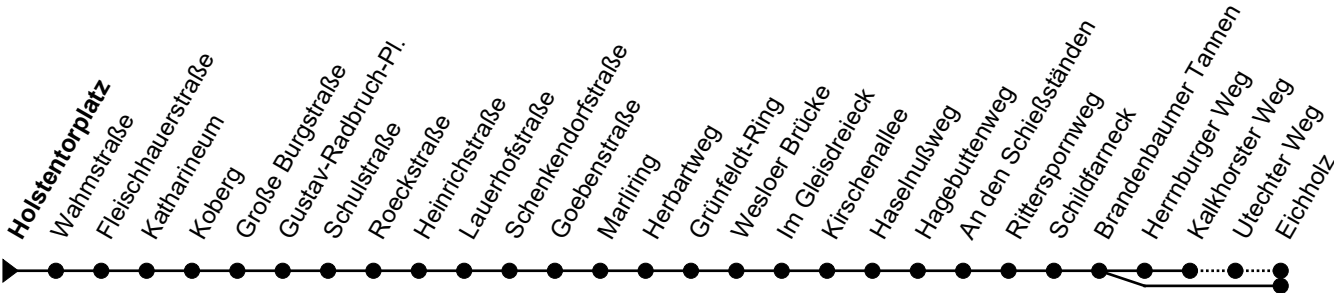 Holstentorplatz
Wahmstraße
Fleischhauerstraße
Katharineum
Koberg
Große Burgstraße
Gustav-Radbruch-Pl.
Schulstraße
Roeckstraße
Heinrichstraße
Lauerhofstraße
Schenkendorfstraße
Goebenstraße
Marliring
Herbartweg
Grünfeldt-Ring
Wesloer Brücke
Im Gleisdreieck
Kirschenallee
Haselnußweg
Hagebuttenweg
An den Schießständen
Ritterspornweg
Schildfarneck
Brandenbaumer Tannen
Herrnburger Weg
Kalkhorster Weg
Utechter Weg
Eichholz